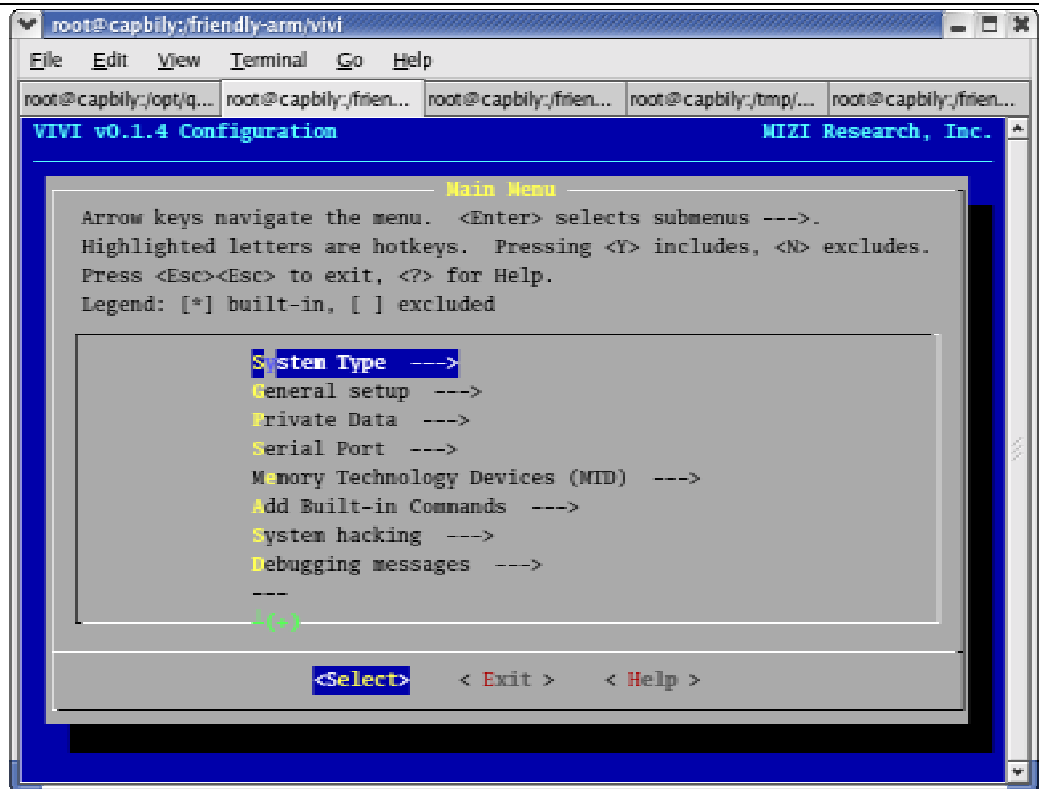 root@capbily:/friendly-arm/vivi
File Edit View Terminal Go Help
root@capbily:/opt/q... root@capbily:/frien... root@capbily:/frien... root@capbily:/tmp/... root@capbily:/frien...
VIVI v0.1.4 Configuration MIZI Research, Inc.
Main Menu
Arrow keys navigate the menu. <Enter> selects submenus --->.
Highlighted letters are hotkeys. Pressing <Y> includes, <N> excludes.
Press <Esc><Esc> to exit, <?> for Help.
Legend: [*] built-in, [ ] excluded
System Type --->
General setup --->
Private Data --->
Serial Port --->
Memory Technology Devices (MTD) --->
Add Built-in Commands --->
System hacking --->
Debugging messages --->
---
┴(+)
<Select> < Exit > < Help >